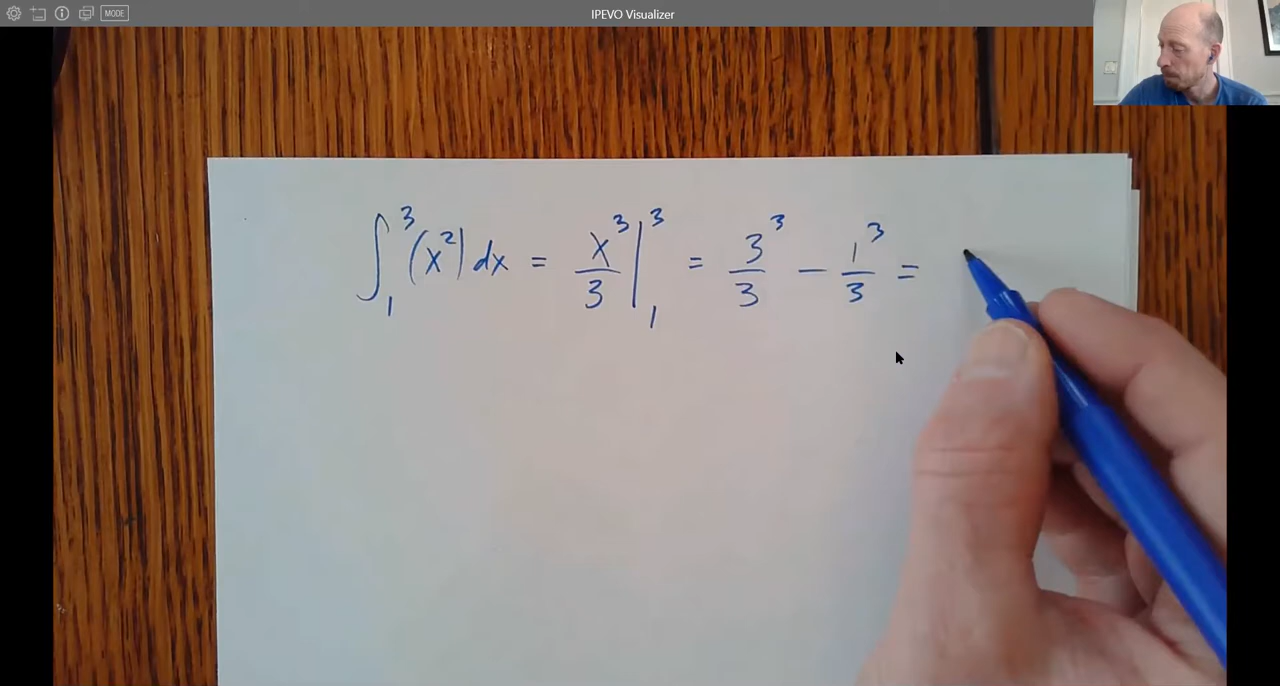 MODE IPEVO Visualizer
∫₁³ (x²) dx = x³/3 |₁³ = 3³/3 − 1³/3 =